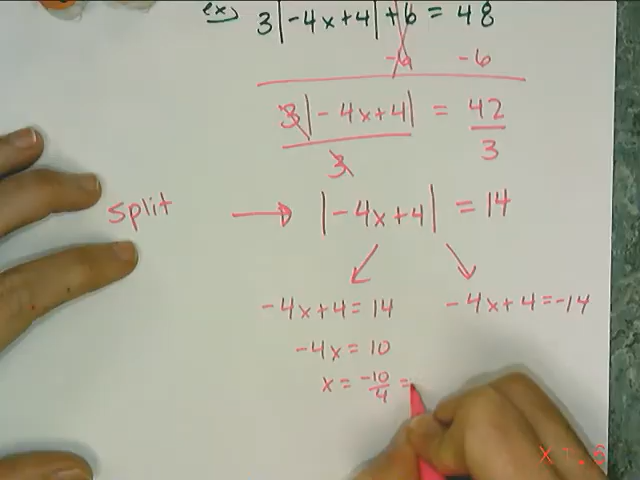 ex) 3|-4x+4| + 6 = 48
-6 -6
3|-4x+4| = 42
3 3
split → |-4x+4| = 14
-4x+4 = 14 -4x+4 = -14
-4x = 10
x = -10/4 =